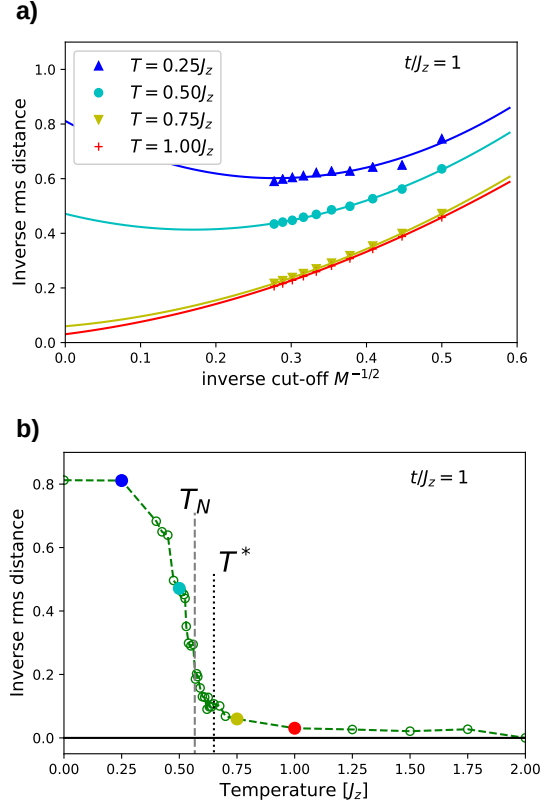 a)
t/J_z = 1
T = 0.25J_z
T = 0.50J_z
T = 0.75J_z
T = 1.00J_z
Inverse rms distance
1.0
0.8
0.6
0.4
0.2
0.0
0.0 0.1 0.2 0.3 0.4 0.5 0.6
inverse cut-off M^{-1/2}
b)
t/J_z = 1
T_N
T^*
Inverse rms distance
0.8
0.6
0.4
0.2
0.0
0.00 0.25 0.50 0.75 1.00 1.25 1.50 1.75 2.00
Temperature [J_z]